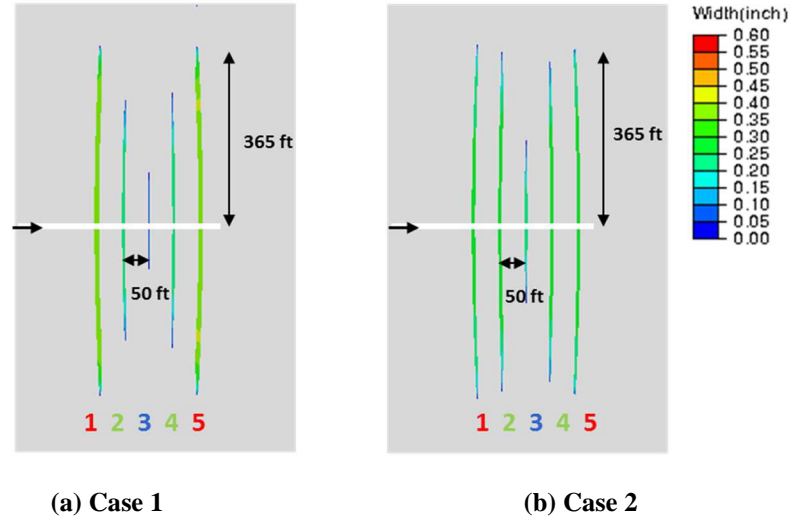 365 ft
50 ft
1 2 3 4 5
(a) Case 1
365 ft
50 ft
1 2 3 4 5
(b) Case 2
Width(inch)
0.60
0.55
0.50
0.45
0.40
0.35
0.30
0.25
0.20
0.15
0.10
0.05
0.00